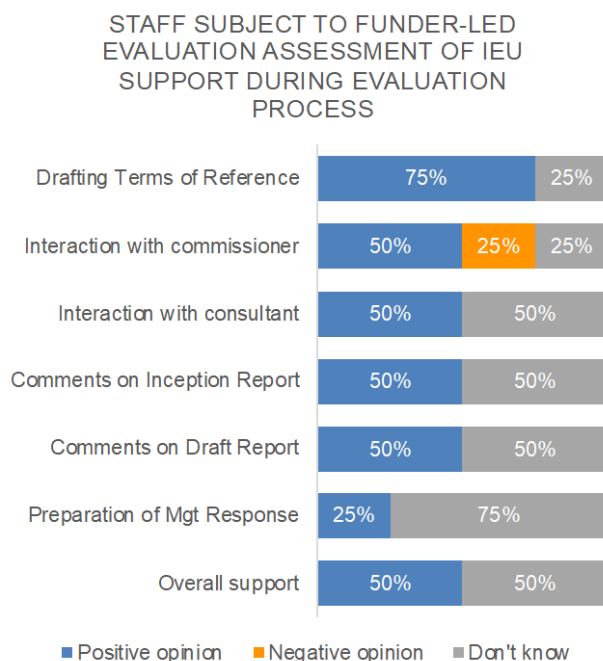 STAFF SUBJECT TO FUNDER-LED
EVALUATION ASSESSMENT OF IEU
SUPPORT DURING EVALUATION
PROCESS
Drafting Terms of Reference 75% 25%
Interaction with commissioner 50% 25% 25%
Interaction with consultant 50% 50%
Comments on Inception Report 50% 50%
Comments on Draft Report 50% 50%
Preparation of Mgt Response 25% 75%
Overall support 50% 50%
Positive opinion Negative opinion Don't know